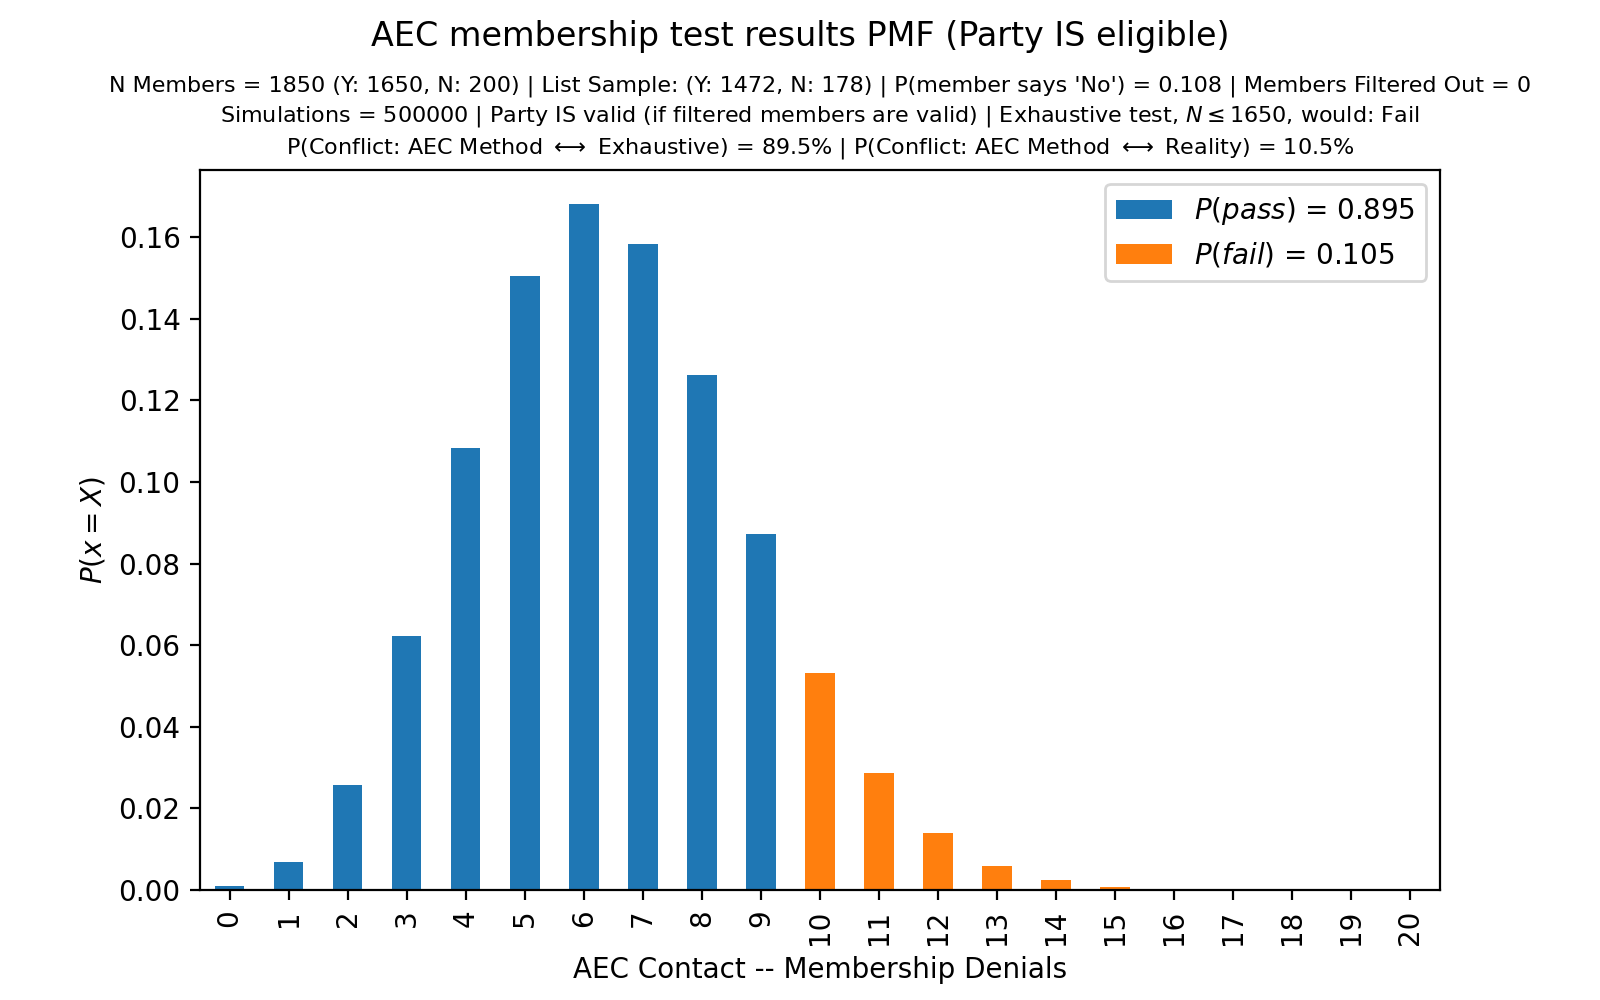 AEC membership test results PMF (Party IS eligible)
N Members = 1850 (Y: 1650, N: 200) | List Sample: (Y: 1472, N: 178) | P(member says 'No') = 0.108 | Members Filtered Out = 0
Simulations = 500000 | Party IS valid (if filtered members are valid) | Exhaustive test, N ≤ 1650, would: Fail
P(Conflict: AEC Method ⟷ Exhaustive) = 89.5% | P(Conflict: AEC Method ⟷ Reality) = 10.5%
P(pass) = 0.895
P(fail) = 0.105
P(x = X)
0.16
0.14
0.12
0.10
0.08
0.06
0.04
0.02
0.00
0 1 2 3 4 5 6 7 8 9 10 11 12 13 14 15 16 17 18 19 20
AEC Contact -- Membership Denials